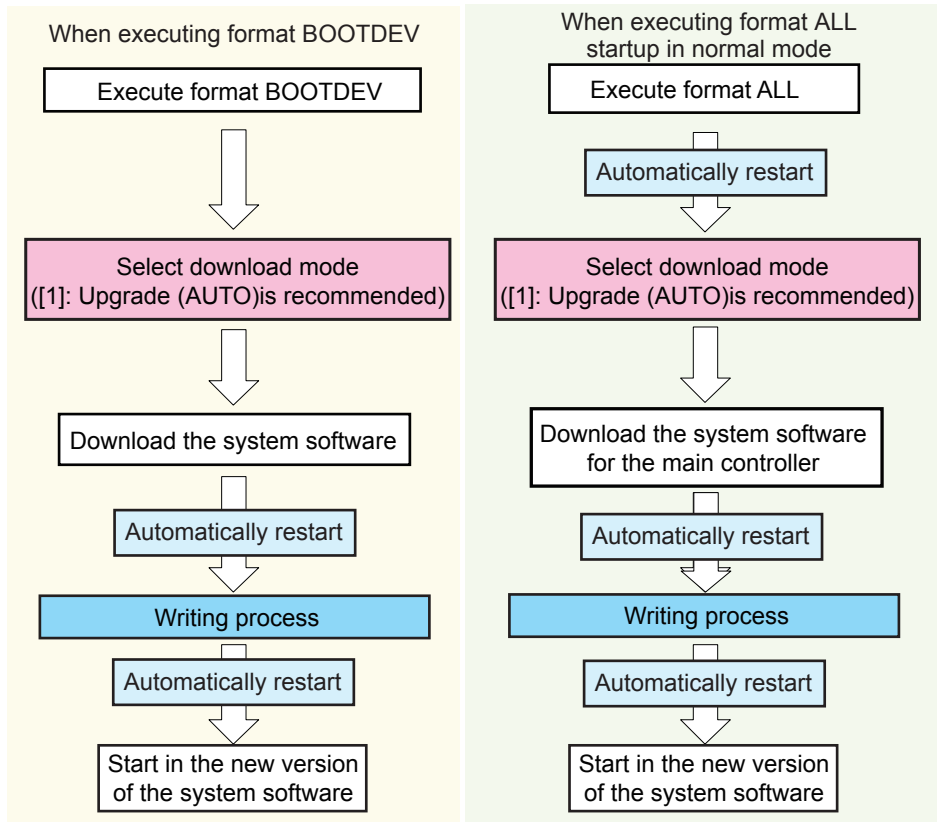 When executing format BOOTDEV
Execute format BOOTDEV
Select download mode
([1]: Upgrade (AUTO)is recommended)
Download the system software
Automatically restart
Writing process
Automatically restart
Start in the new version
of the system software
When executing format ALL
startup in normal mode
Execute format ALL
Automatically restart
Select download mode
([1]: Upgrade (AUTO)is recommended)
Download the system software
for the main controller
Automatically restart
Writing process
Automatically restart
Start in the new version
of the system software